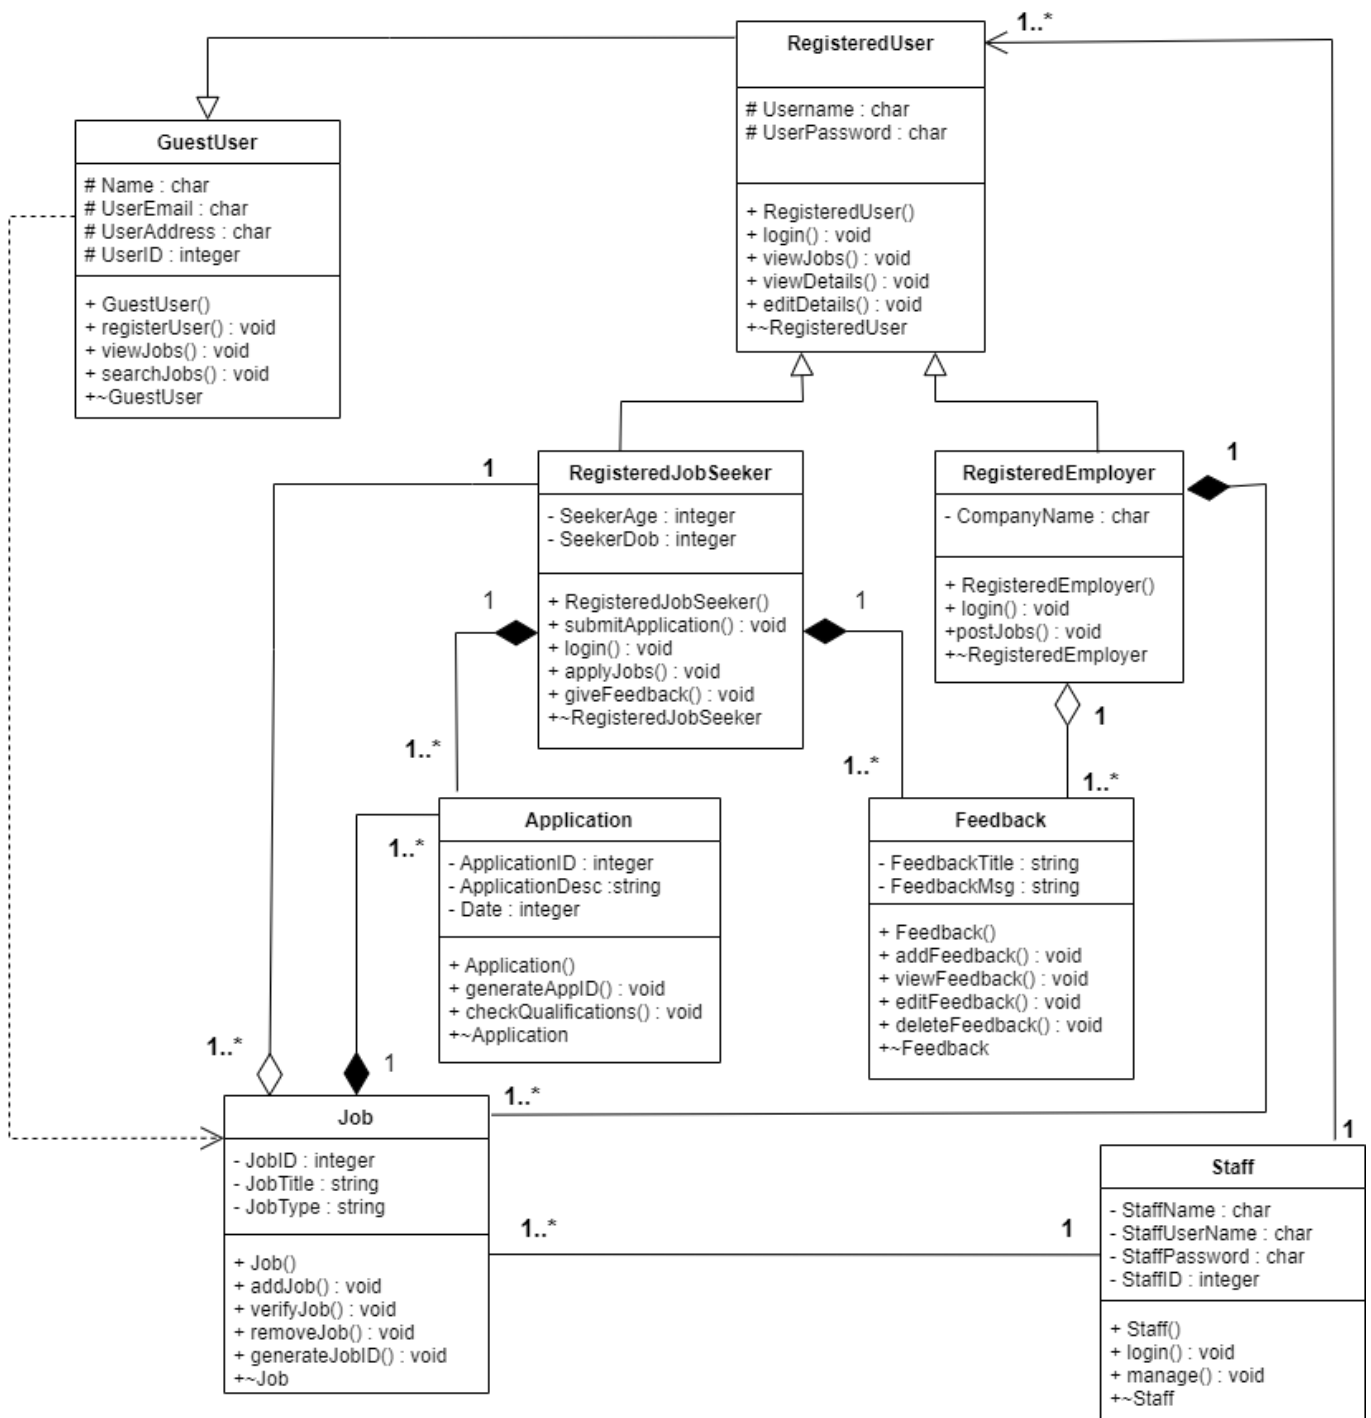 1..*
RegisteredUser
# Username : char
# UserPassword : char
+ RegisteredUser()
+ login() : void
+ viewJobs() : void
+ viewDetails() : void
+ editDetails() : void
+~RegisteredUser
GuestUser
# Name : char
# UserEmail : char
# UserAddress : char
# UserID : integer
+ GuestUser()
+ registerUser() : void
+ viewJobs() : void
+ searchJobs() : void
+~GuestUser
1
RegisteredJobSeeker
- SeekerAge : integer
- SeekerDob : integer
+ RegisteredJobSeeker()
+ submitApplication() : void
+ login() : void
+ applyJobs() : void
+ giveFeedback() : void
+~RegisteredJobSeeker
1
1
RegisteredEmployer
- CompanyName : char
+ RegisteredEmployer()
+ login() : void
+postJobs() : void
+~RegisteredEmployer
1
1
1..*
1..*
1..*
1..*
Application
- ApplicationID : integer
- ApplicationDesc :string
- Date : integer
+ Application()
+ generateAppID() : void
+ checkQualifications() : void
+~Application
Feedback
- FeedbackTitle : string
- FeedbackMsg : string
+ Feedback()
+ addFeedback() : void
+ viewFeedback() : void
+ editFeedback() : void
+ deleteFeedback() : void
+~Feedback
1..*
1
1..*
Job
- JobID : integer
- JobTitle : string
- JobType : string
+ Job()
+ addJob() : void
+ verifyJob() : void
+ removeJob() : void
+ generateJobID() : void
+~Job
1..*
1
1
Staff
- StaffName : char
- StaffUserName : char
- StaffPassword : char
- StaffID : integer
+ Staff()
+ login() : void
+ manage() : void
+~Staff